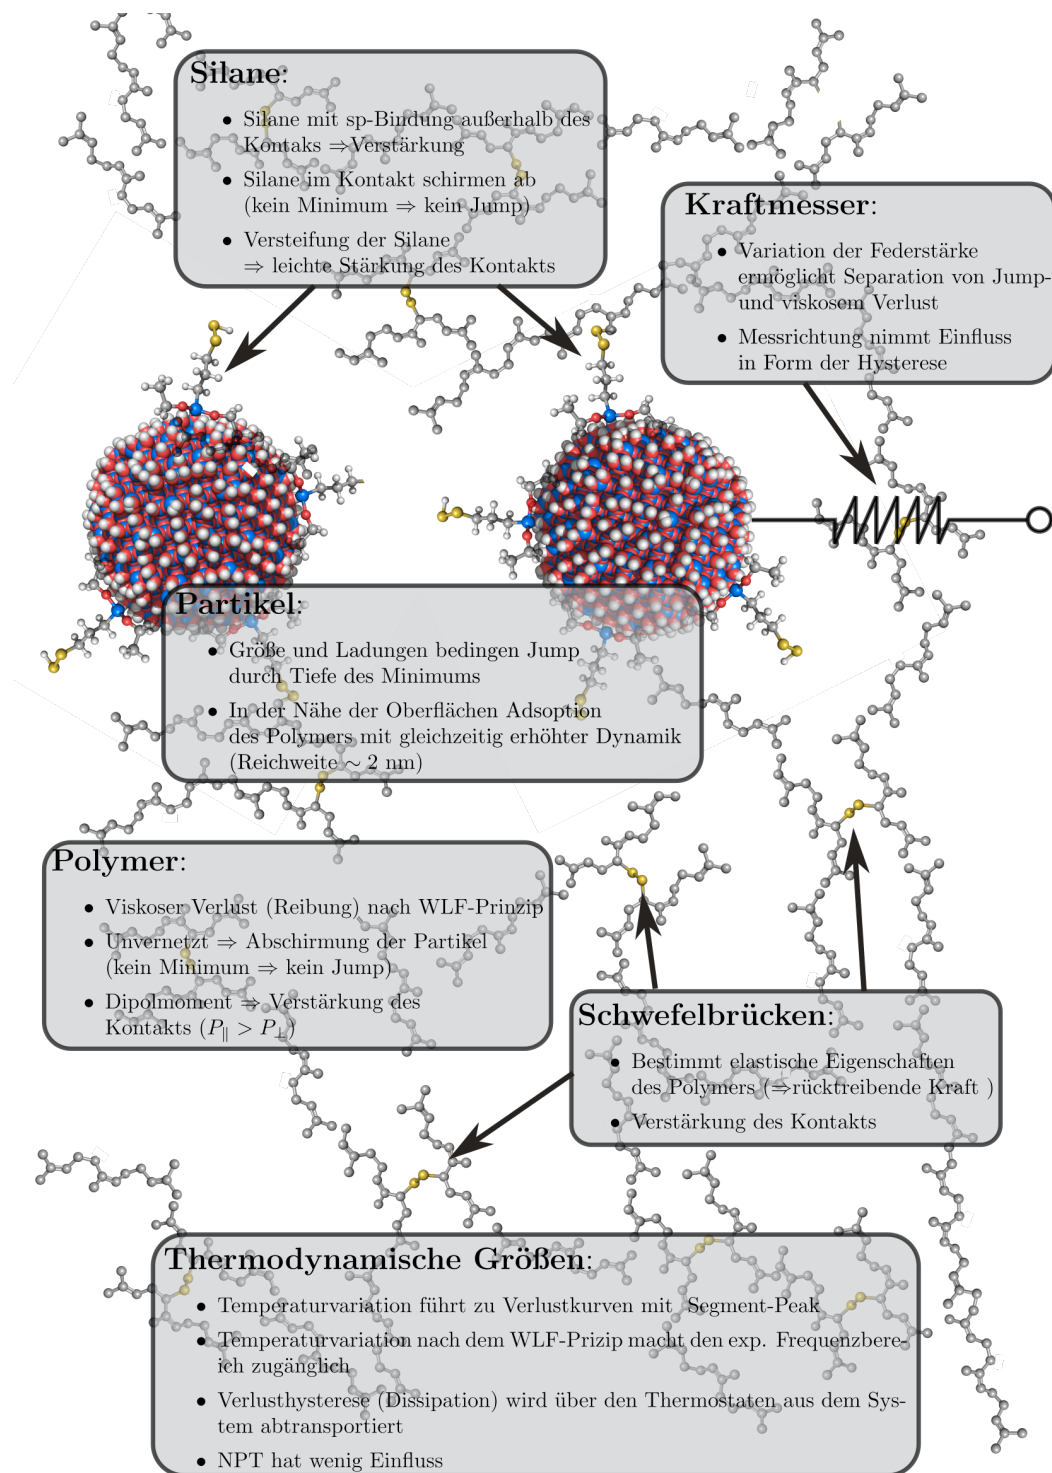 Silane:
• Silane mit sp-Bindung außerhalb des
Kontaks ⇒Verstärkung
• Silane im Kontakt schirmen ab
(kein Minimum ⇒ kein Jump)
• Versteifung der Silane
⇒ leichte Stärkung des Kontakts
Kraftmesser:
• Variation der Federstärke
ermöglicht Separation von Jump-
und viskosem Verlust
• Messrichtung nimmt Einfluss
in Form der Hysterese
Partikel:
• Größe und Ladungen bedingen Jump
durch Tiefe des Minimums
• In der Nähe der Oberflächen Adsoption
des Polymers mit gleichzeitig erhöhter Dynamik
(Reichweite ∼ 2 nm)
Polymer:
• Viskoser Verlust (Reibung) nach WLF-Prinzip
• Unvernetzt ⇒ Abschirmung der Partikel
(kein Minimum ⇒ kein Jump)
• Dipolmoment ⇒ Verstärkung des
Kontakts (P∥ > P⊥)
Schwefelbrücken:
• Bestimmt elastische Eigenschaften
des Polymers (⇒rücktreibende Kraft )
• Verstärkung des Kontakts
Thermodynamische Größen:
• Temperaturvariation führt zu Verlustkurven mit Segment-Peak
• Temperaturvariation nach dem WLF-Prizip macht den exp. Frequenzbere-
ich zugänglich
• Verlusthysterese (Dissipation) wird über den Thermostaten aus dem Sys-
tem abtransportiert
• NPT hat wenig Einfluss